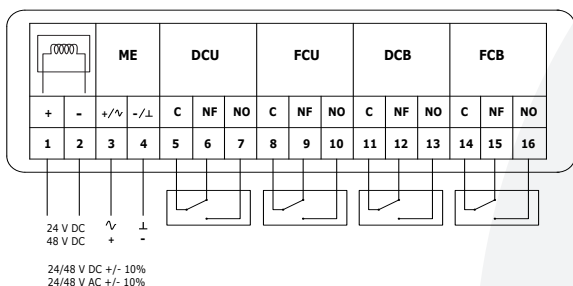 ME DCU FCU DCB FCB
+ - +/∿ -/⊥ C NF NO C NF NO C NF NO C NF NO
1 2 3 4 5 6 7 8 9 10 11 12 13 14 15 16
24 V DC ∿ ⊥
48 V DC + -
24/48 V DC +/- 10%
24/48 V AC +/- 10%